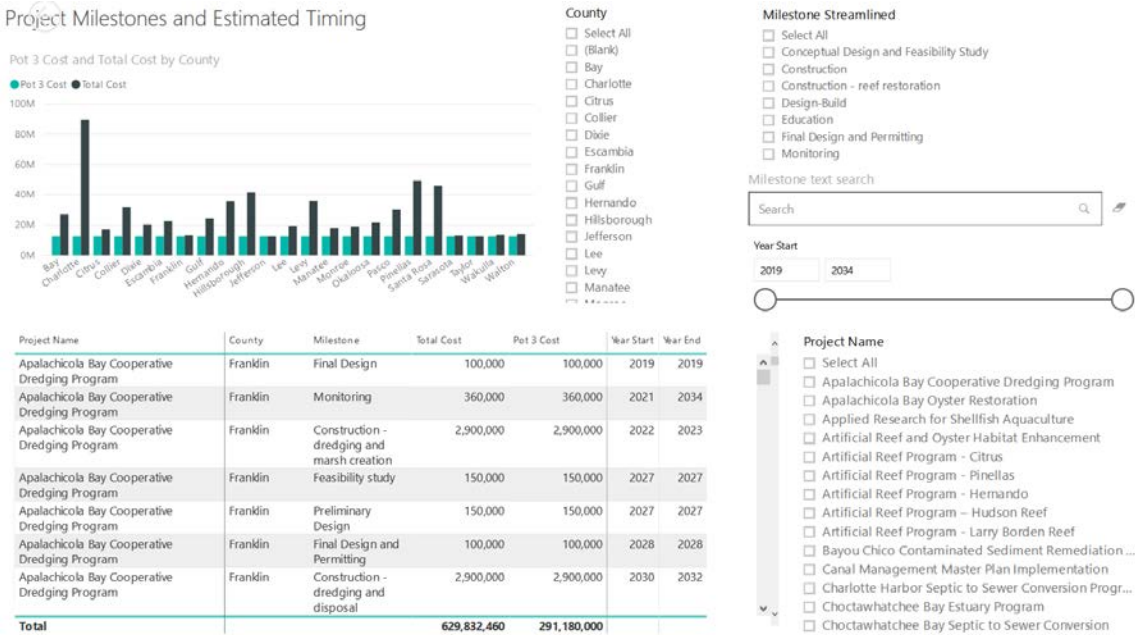 Project Milestones and Estimated Timing
Pot 3 Cost and Total Cost by County
Pot 3 Cost Total Cost
100M
80M
60M
40M
20M
0M
Bay
Charlotte
Citrus
Collier
Dixie
Escambia
Franklin
Gulf
Hernando
Hillsborough
Jefferson
Lee
Levy
Manatee
Monroe
Okaloosa
Pasco
Pinellas
Santa Rosa
Sarasota
Taylor
Wakulla
Walton
County
Select All
(Blank)
Bay
Charlotte
Citrus
Collier
Dixie
Escambia
Franklin
Gulf
Hernando
Hillsborough
Jefferson
Lee
Levy
Manatee
Milestone Streamlined
Select All
Conceptual Design and Feasibility Study
Construction
Construction - reef restoration
Design-Build
Education
Final Design and Permitting
Monitoring
Milestone text search
Search
Year Start
2019 2034
Project Name County Milestone Total Cost Pot 3 Cost Year Start Year End
Apalachicola Bay Cooperative Franklin Final Design 100,000 100,000 2019 2019
Dredging Program
Apalachicola Bay Cooperative Franklin Monitoring 360,000 360,000 2021 2034
Dredging Program
Apalachicola Bay Cooperative Franklin Construction - 2,900,000 2,900,000 2022 2023
Dredging Program dredging and
marsh creation
Apalachicola Bay Cooperative Franklin Feasibility study 150,000 150,000 2027 2027
Dredging Program
Apalachicola Bay Cooperative Franklin Preliminary 150,000 150,000 2027 2027
Dredging Program Design
Apalachicola Bay Cooperative Franklin Final Design and 100,000 100,000 2028 2028
Dredging Program Permitting
Apalachicola Bay Cooperative Franklin Construction - 2,900,000 2,900,000 2030 2032
Dredging Program dredging and
disposal
Total 629,832,460 291,180,000
Project Name
Select All
Apalachicola Bay Cooperative Dredging Program
Apalachicola Bay Oyster Restoration
Applied Research for Shellfish Aquaculture
Artificial Reef and Oyster Habitat Enhancement
Artificial Reef Program - Citrus
Artificial Reef Program - Pinellas
Artificial Reef Program - Hernando
Artificial Reef Program – Hudson Reef
Artificial Reef Program - Larry Borden Reef
Bayou Chico Contaminated Sediment Remediation ...
Canal Management Master Plan Implementation
Charlotte Harbor Septic to Sewer Conversion Progr...
Choctawhatchee Bay Estuary Program
Choctawhatchee Bay Septic to Sewer Conversion